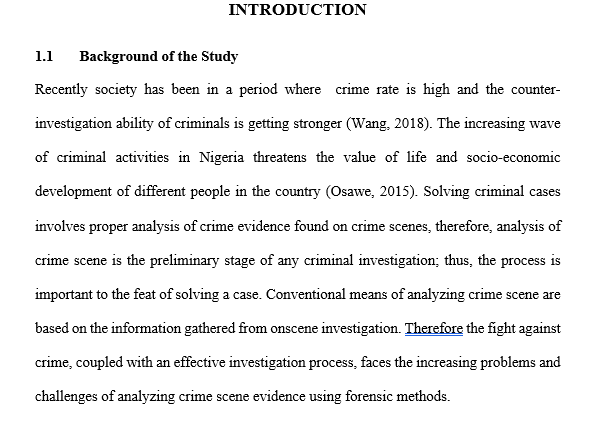 INTRODUCTION
1.1 Background of the Study
Recently society has been in a period where crime rate is high and the counter-
investigation ability of criminals is getting stronger (Wang, 2018). The increasing wave
of criminal activities in Nigeria threatens the value of life and socio-economic
development of different people in the country (Osawe, 2015). Solving criminal cases
involves proper analysis of crime evidence found on crime scenes, therefore, analysis of
crime scene is the preliminary stage of any criminal investigation; thus, the process is
important to the feat of solving a case. Conventional means of analyzing crime scene are
based on the information gathered from onscene investigation. Therefore the fight against
crime, coupled with an effective investigation process, faces the increasing problems and
challenges of analyzing crime scene evidence using forensic methods.